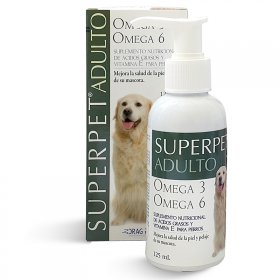 SUPERPET® ADULTO
OMEGA 3
OMEGA 6
SUPLEMENTO NUTRICIONAL
DE ÁCIDOS GRASOS Y
VITAMINA E PARA PERROS
Mejora la salud de la piel y pelaje
de su mascota.
DRAG
SUPERPET
ADULTO
OMEGA 3
OMEGA 6
SUPLEMENTO NUTRICIONAL
DE ÁCIDOS GRASOS Y
VITAMINA E PARA PERROS
Mejora la salud de la piel y pelaje
de su mascota.
125 mL